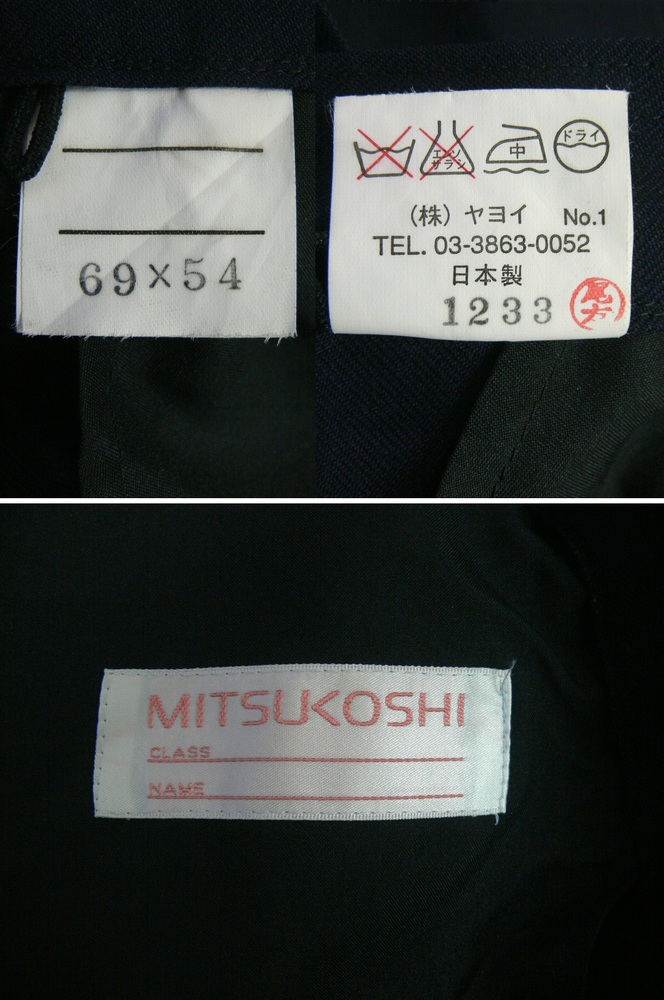 69×54
エンソ
サラシ
中
ドライ
(株) ヤヨイ No.1
TEL. 03-3863-0052
日本製
1233
MITSUKOSHI
CLASS
NAME